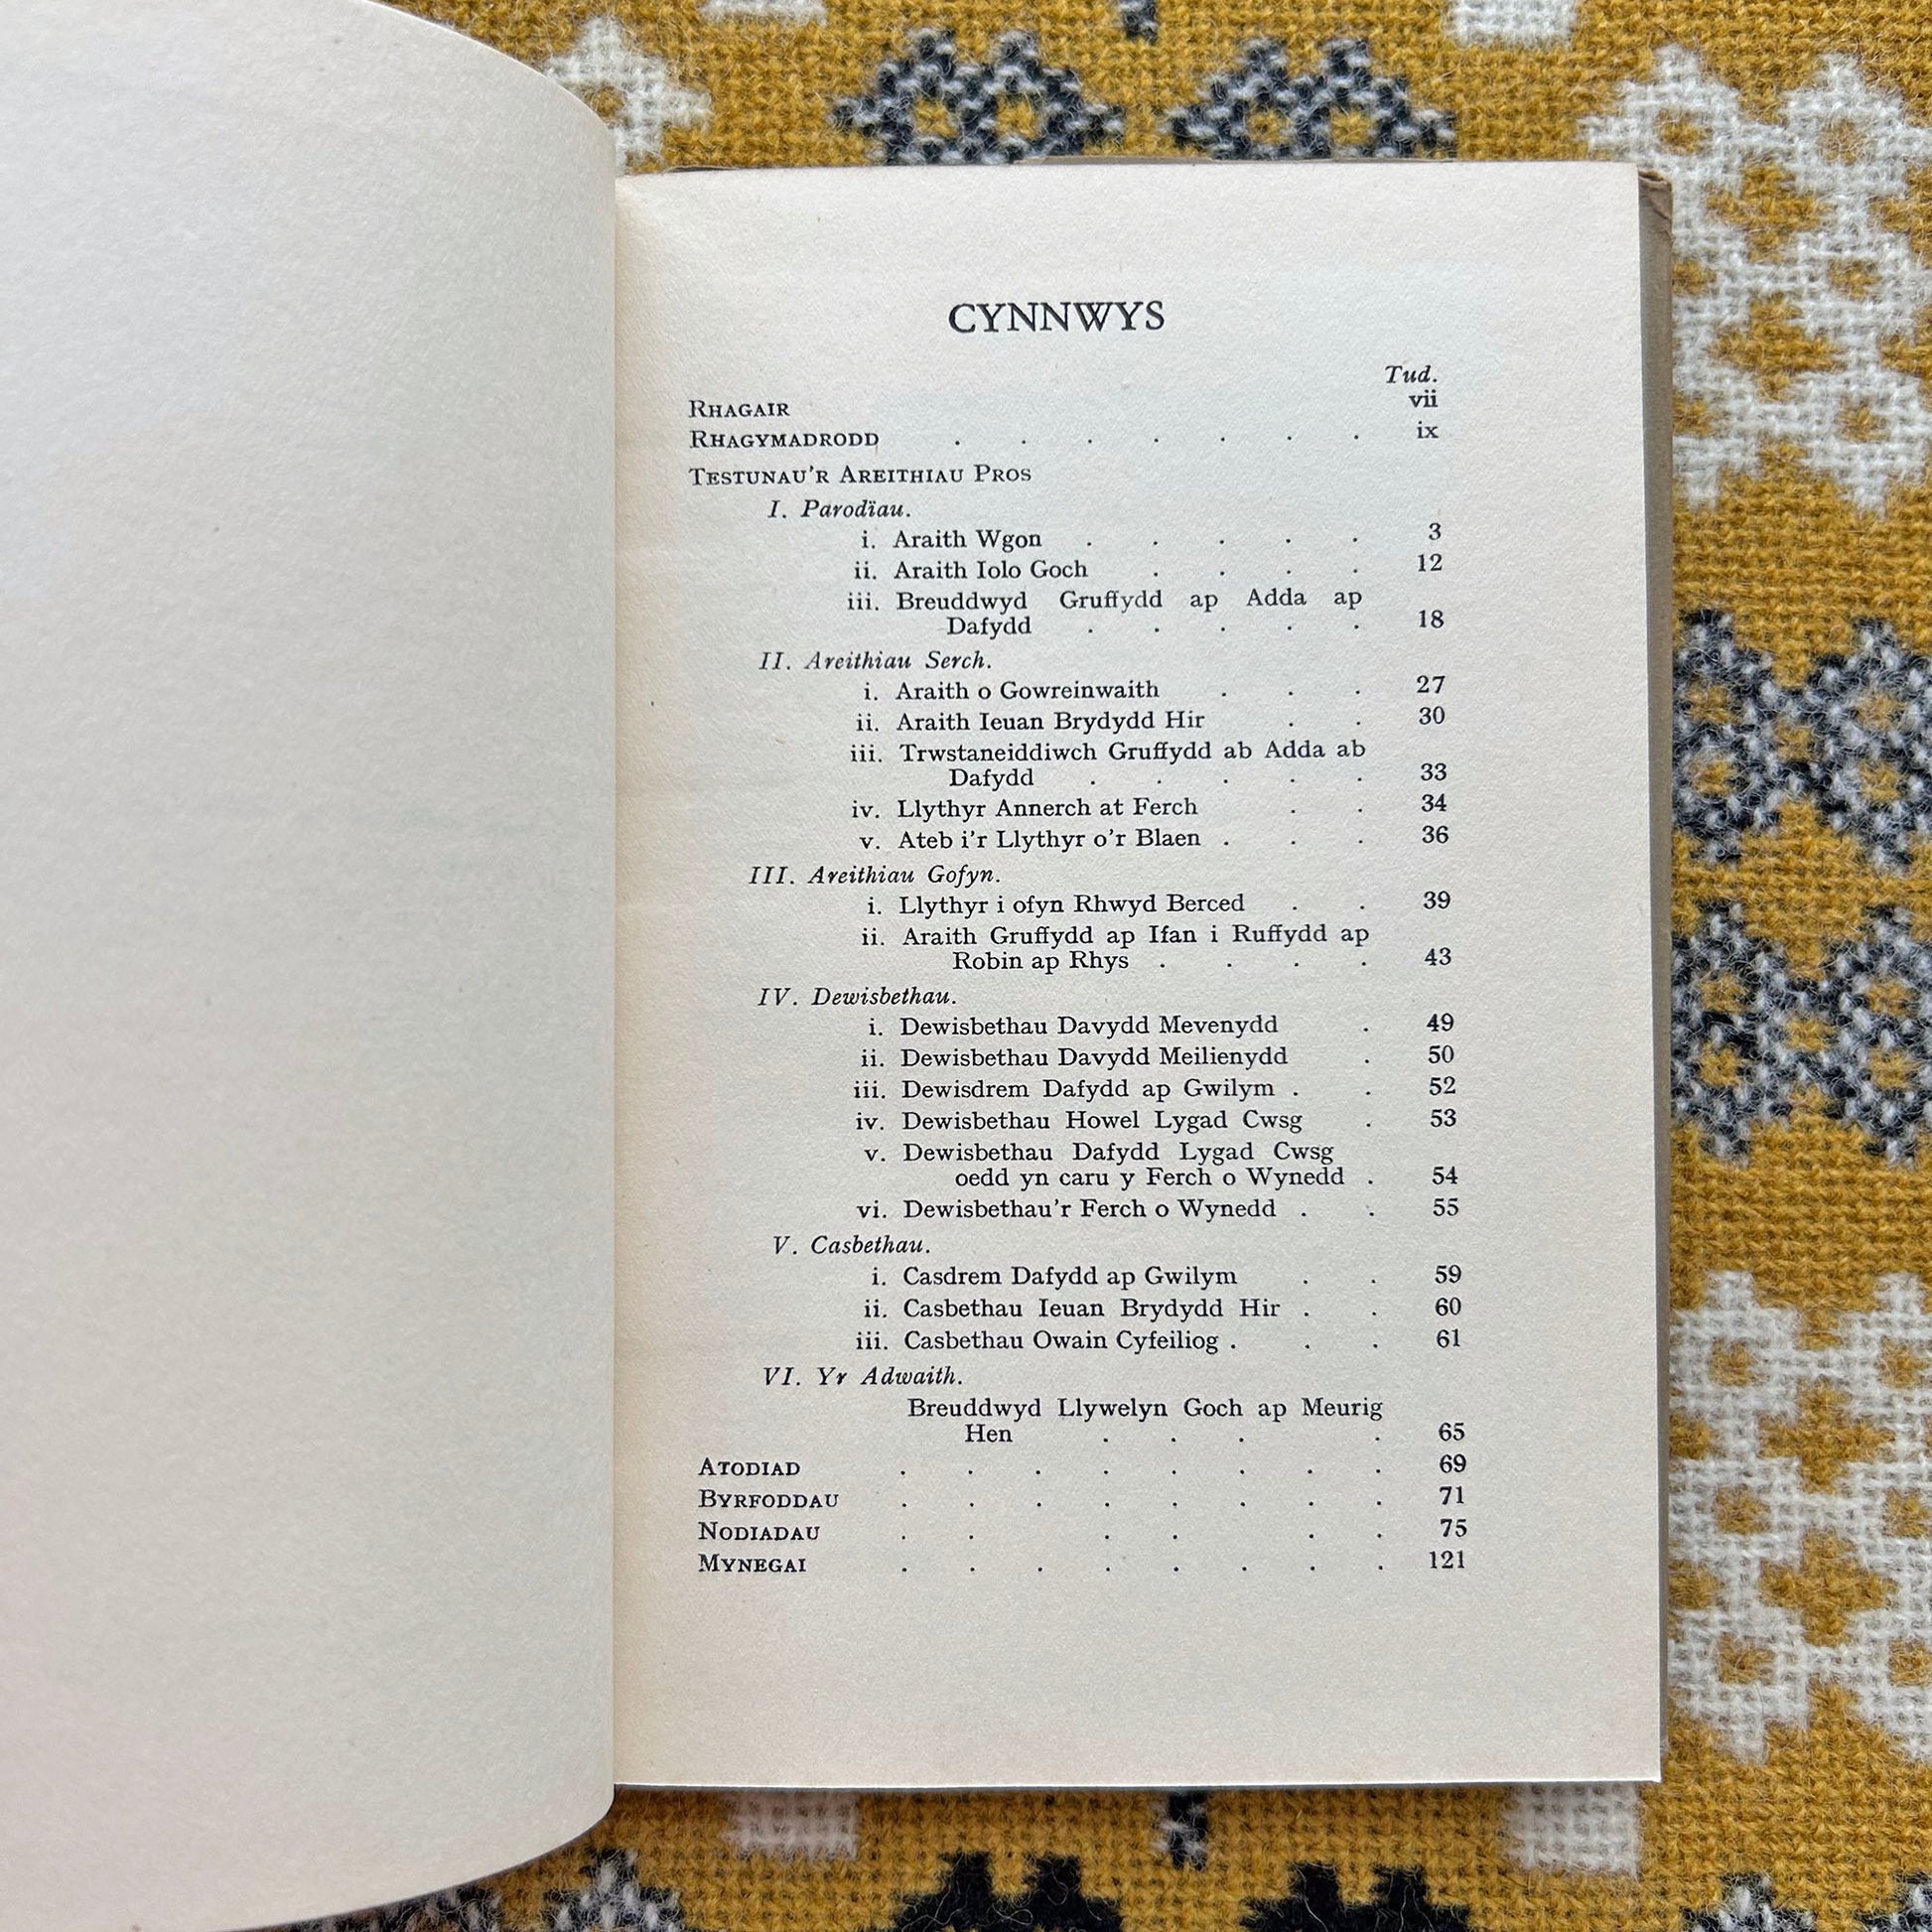 CYNNWYS
Tud.
RHAGAIR vii
RHAGYMADRODD . . . . . . . ix
TESTUNAU'R AREITHIAU PROS
I. Parodïau.
i. Araith Wgon . . . . . 3
ii. Araith Iolo Goch . . . . 12
iii. Breuddwyd Gruffydd ap Adda ap
Dafydd . . . . . 18
II. Areithiau Serch.
i. Araith o Gowreinwaith . . . 27
ii. Araith Ieuan Brydydd Hir . . 30
iii. Trwstaneiddiwch Gruffydd ab Adda ab
Dafydd . . . . . 33
iv. Llythyr Annerch at Ferch . . 34
v. Ateb i'r Llythyr o'r Blaen . . . 36
III. Areithiau Gofyn.
i. Llythyr i ofyn Rhwyd Berced . . 39
ii. Araith Gruffydd ap Ifan i Ruffydd ap
Robin ap Rhys . . . . 43
IV. Dewisbethau.
i. Dewisbethau Davydd Mevenydd . 49
ii. Dewisbethau Davydd Meilienydd . 50
iii. Dewisdrem Dafydd ap Gwilym . . 52
iv. Dewisbethau Howel Lygad Cwsg . 53
v. Dewisbethau Dafydd Lygad Cwsg
oedd yn caru y Ferch o Wynedd . 54
vi. Dewisbethau'r Ferch o Wynedd . . 55
V. Casbethau.
i. Casdrem Dafydd ap Gwilym . . 59
ii. Casbethau Ieuan Brydydd Hir . . 60
iii. Casbethau Owain Cyfeiliog . . . 61
VI. Yr Adwaith.
Breuddwyd Llywelyn Goch ap Meurig
Hen . . . . 65
ATODIAD . . . . . . . . 69
BYRFODDAU . . . . . . . . 71
NODIADAU . . . . . . 75
MYNEGAI . . . . . . . . 121